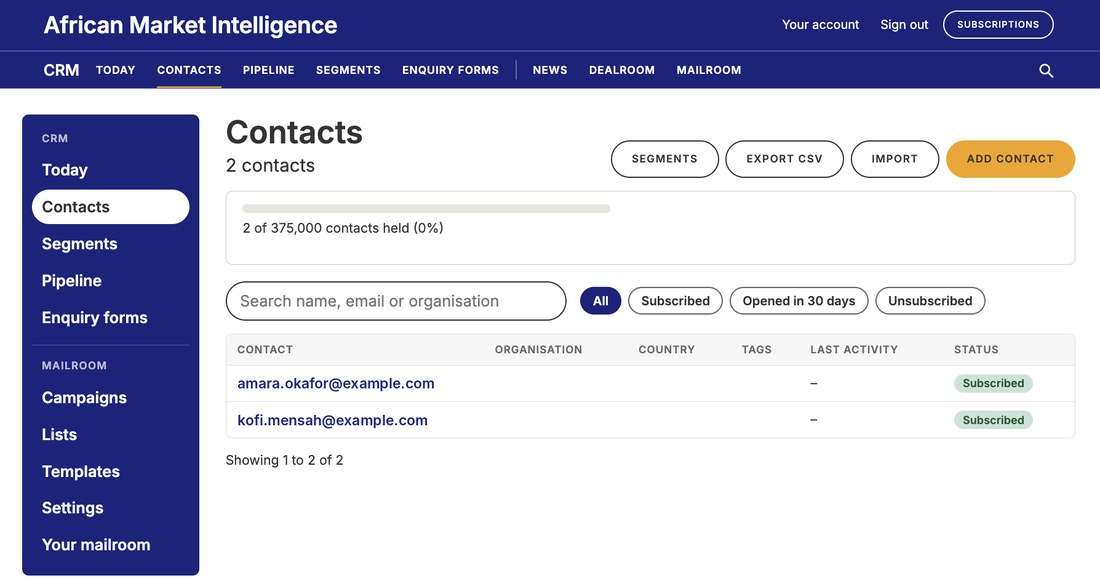 African Market Intelligence
Your account Sign out SUBSCRIPTIONS
CRM TODAY CONTACTS PIPELINE SEGMENTS ENQUIRY FORMS NEWS DEALROOM MAILROOM
CRM
Today
Contacts
Segments
Pipeline
Enquiry forms
MAILROOM
Campaigns
Lists
Templates
Settings
Your mailroom
Contacts
2 contacts
SEGMENTS EXPORT CSV IMPORT ADD CONTACT
2 of 375,000 contacts held (0%)
Search name, email or organisation All Subscribed Opened in 30 days Unsubscribed
CONTACT ORGANISATION COUNTRY TAGS LAST ACTIVITY STATUS
amara.okafor@example.com – Subscribed
kofi.mensah@example.com – Subscribed
Showing 1 to 2 of 2